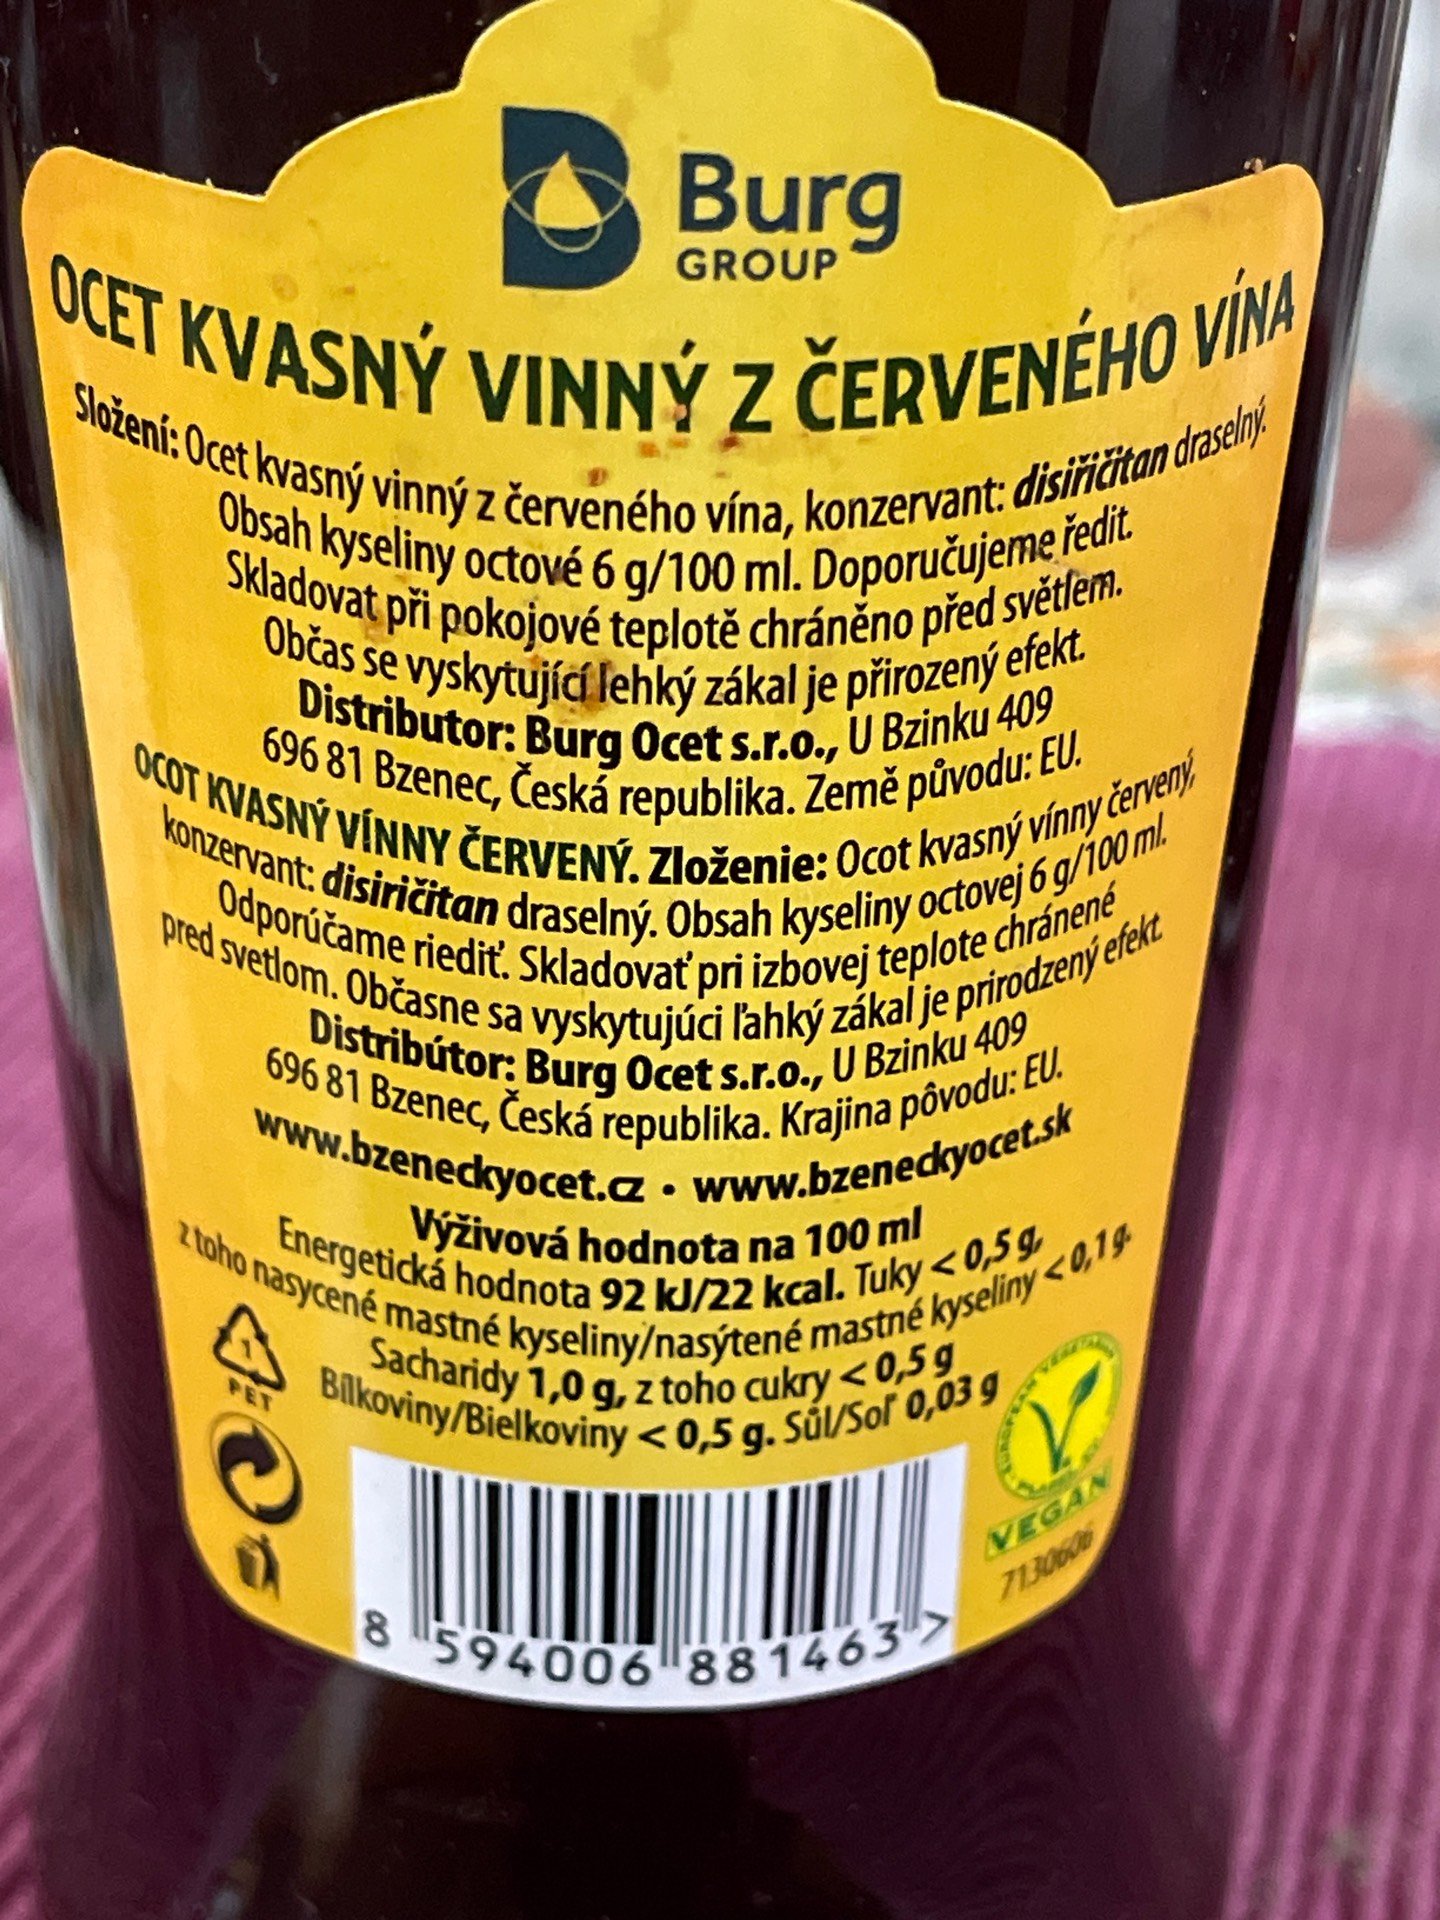 Burg
GROUP
OCET KVASNÝ VINNÝ Z ČERVENÉHO VÍNA
Složení: Ocet kvasný vinný z červeného vína, konzervant: disiřičitan draselný.
Obsah kyseliny octové 6 g/100 ml. Doporučujeme ředit.
Skladovat při pokojové teplotě chráněno před světlem.
Občas se vyskytující lehký zákal je přirozený efekt.
Distributor: Burg Ocet s.r.o., U Bzinku 409
696 81 Bzenec, Česká republika. Země původu: EU.
OCOT KVASNÝ VÍNNY ČERVENÝ. Zloženie: Ocot kvasný vínny červený,
konzervant: disiričitan draselný. Obsah kyseliny octovej 6 g/100 ml.
Odporúčame riediť. Skladovať pri izbovej teplote chránené
pred svetlom. Občasne sa vyskytujúci ľahký zákal je prirodzený efekt.
Distribútor: Burg Ocet s.r.o., U Bzinku 409
696 81 Bzenec, Česká republika. Krajina pôvodu: EU.
www.bzeneckyocet.cz • www.bzeneckyocet.sk
Výživová hodnota na 100 ml
Energetická hodnota 92 kJ/22 kcal. Tuky < 0,5 g,
z toho nasycené mastné kyseliny/nasýtené mastné kyseliny < 0,1 g.
Sacharidy 1,0 g, z toho cukry < 0,5 g
Bílkoviny/Bielkoviny < 0,5 g. Sůl/Soľ 0,03 g
1
PET
VEGAN
7130606
8 594006 881463 >